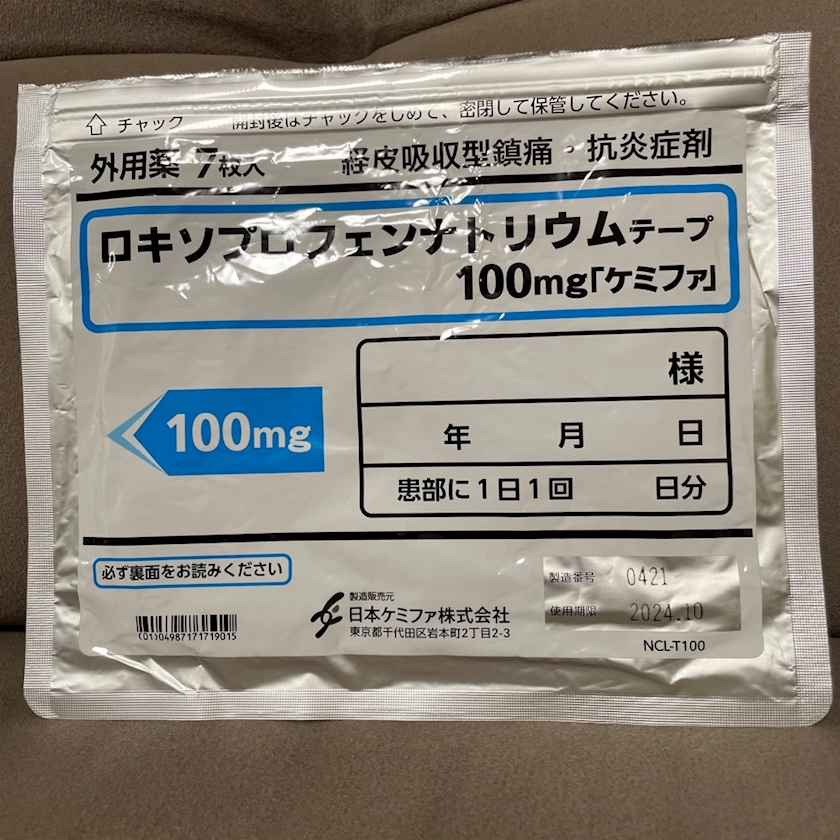 チャック 開封後はチャックをしめて、密閉して保管してください。
外用薬 7枚入 経皮吸収型鎮痛・抗炎症剤
ロキソプロフェンナトリウムテープ
100mg「ケミファ」
様
100mg
年 月 日
患部に1日1回 日分
必ず裏面をお読みください
製造番号 0421
使用期限 2024.10
製造販売元
日本ケミファ株式会社
東京都千代田区岩本町2丁目2-3
(01)04987171719015
NCL-T100